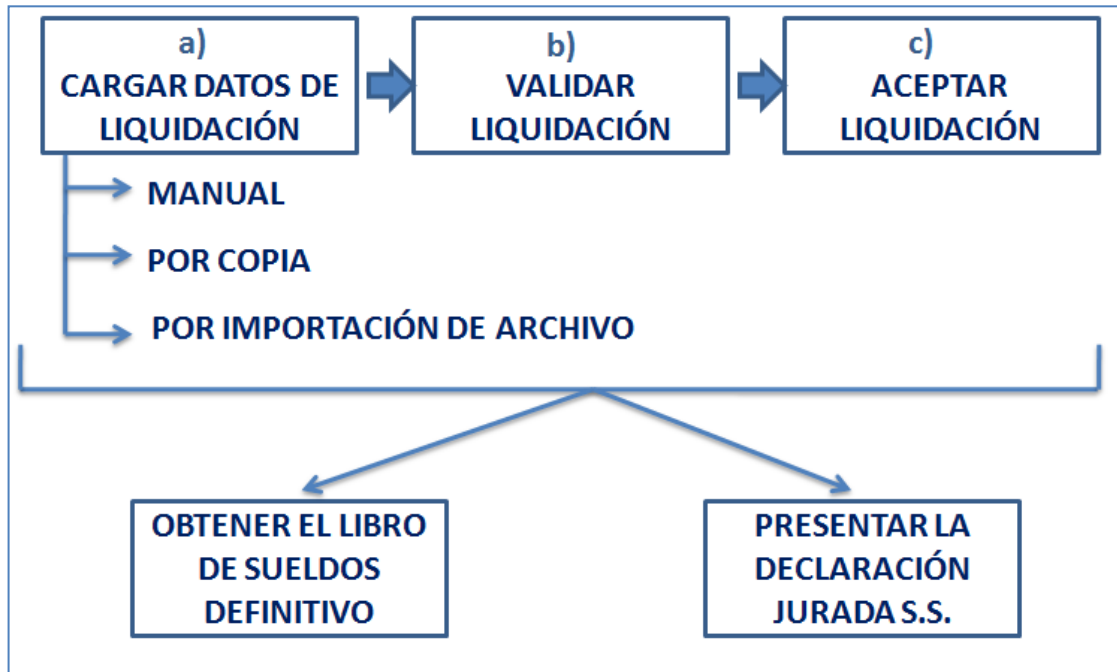 a)
CARGAR DATOS DE
LIQUIDACIÓN
b)
VALIDAR
LIQUIDACIÓN
c)
ACEPTAR
LIQUIDACIÓN
MANUAL
POR COPIA
POR IMPORTACIÓN DE ARCHIVO
OBTENER EL LIBRO
DE SUELDOS
DEFINITIVO
PRESENTAR LA
DECLARACIÓN
JURADA S.S.